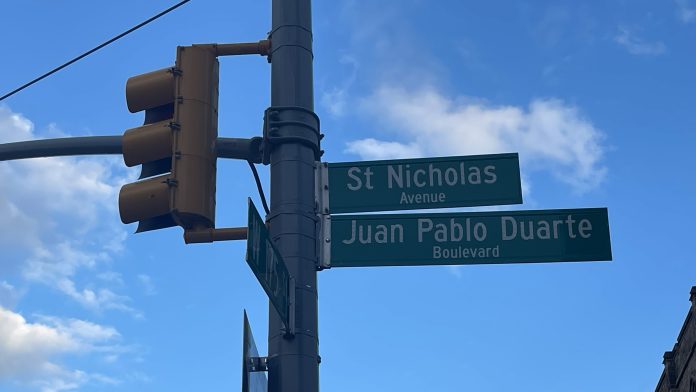 St Nicholas
Avenue
Juan Pablo Duarte
Boulevard